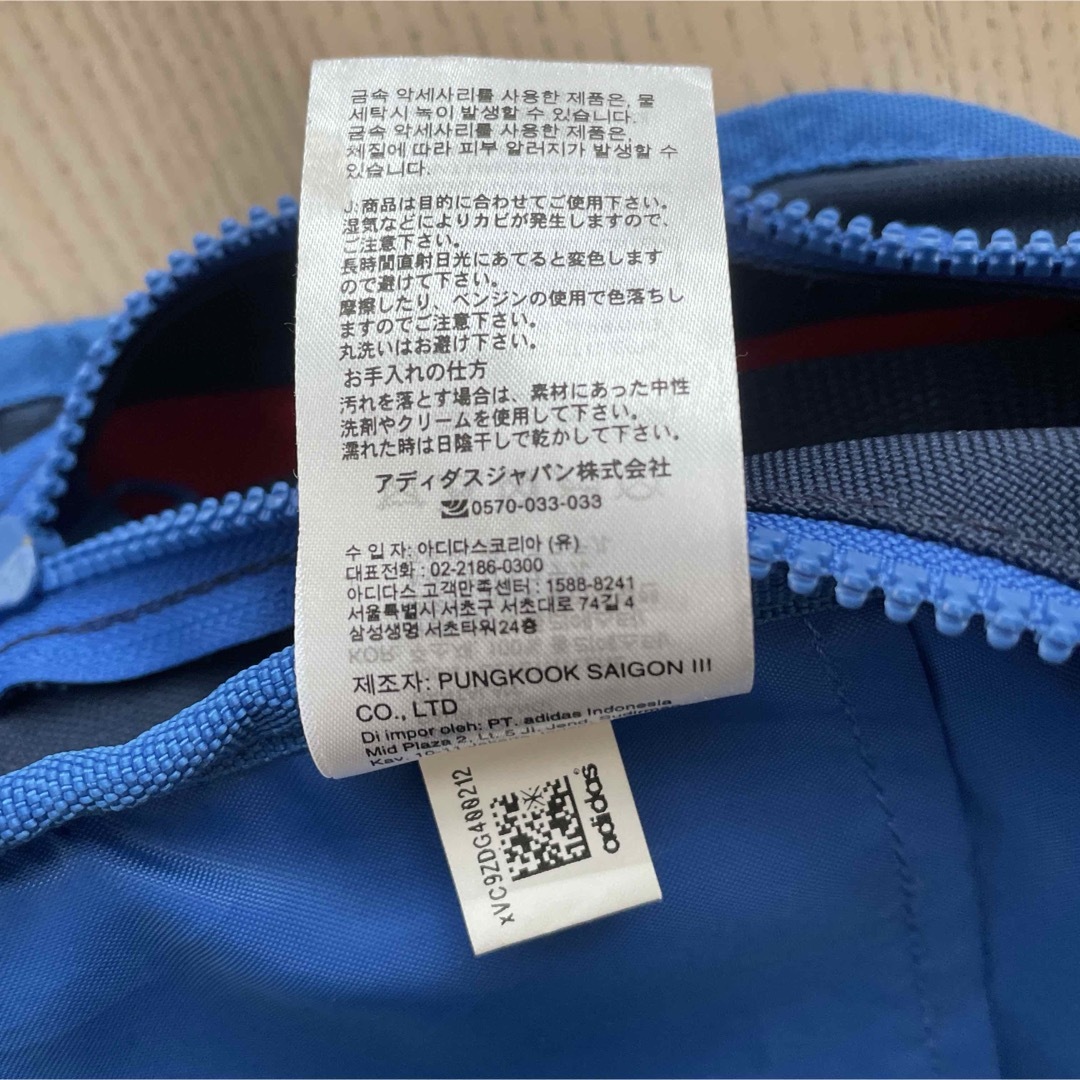 금속 악세사리를 사용한 제품은, 물
세탁시 녹이 발생할 수 있습니다.
금속 악세사리를 사용한 제품은,
체질에 따라 피부 알러지가 발생할 수
있습니다.
J:商品は目的に合わせてご使用下さい。
湿気などによりカビが発生しますので、
ご注意下さい。
長時間直射日光にあてると変色します
ので避けて下さい。
摩擦したり、ベンジンの使用で色落ちし
ますのでご注意下さい。
丸洗いはお避け下さい。
お手入れの仕方
汚れを落とす場合は、素材にあった中性
洗剤やクリームを使用して下さい。
濡れた時は日陰干しで乾かして下さい。
アディダスジャパン株式会社
0570-033-033
수 입 자: 아디다스코리아 (유)
대표전화 : 02-2186-0300
아디다스 고객만족센터 : 1588-8241
서울특별시 서초구 서초대로 74길 4
삼성생명 서초타워24층
제조자: PUNGKOOK SAIGON III
CO., LTD
Di impor oleh: PT. adidas Indonesia
Mid Plaza 2, Lt. 5 Jl. Jend. Sudirman
xVC9ZDG400212
adidas